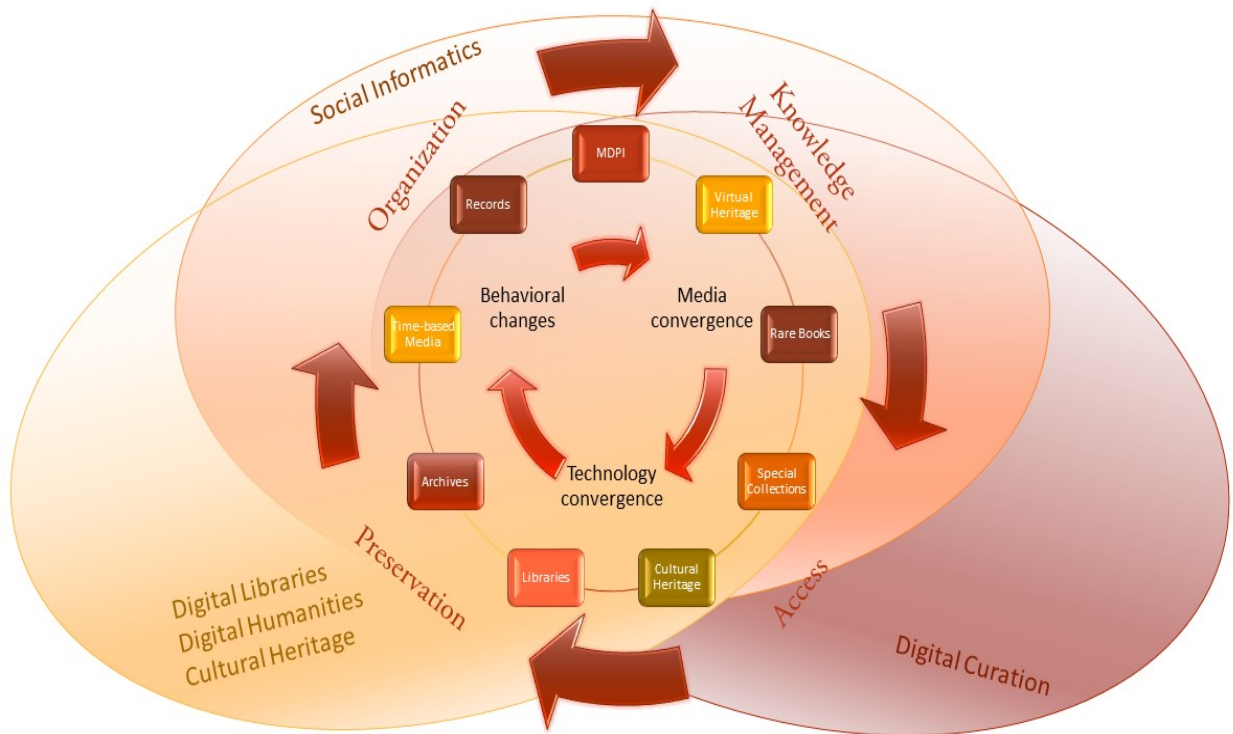 Social Informatics
Organization
Knowledge
Management
MDPI
Records
Virtual
Heritage
Behavioral
changes
Media
convergence
Time-based
Media
Rare Books
Technology
convergence
Archives
Special
Collections
Preservation
Libraries
Cultural
Heritage
Access
Digital Libraries
Digital Humanities
Cultural Heritage
Digital Curation